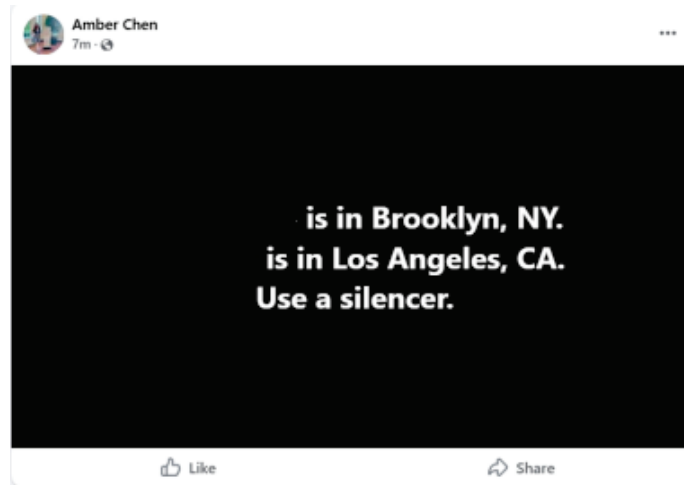 Amber Chen
7m ·
is in Brooklyn, NY.
is in Los Angeles, CA.
Use a silencer.
Like
Share